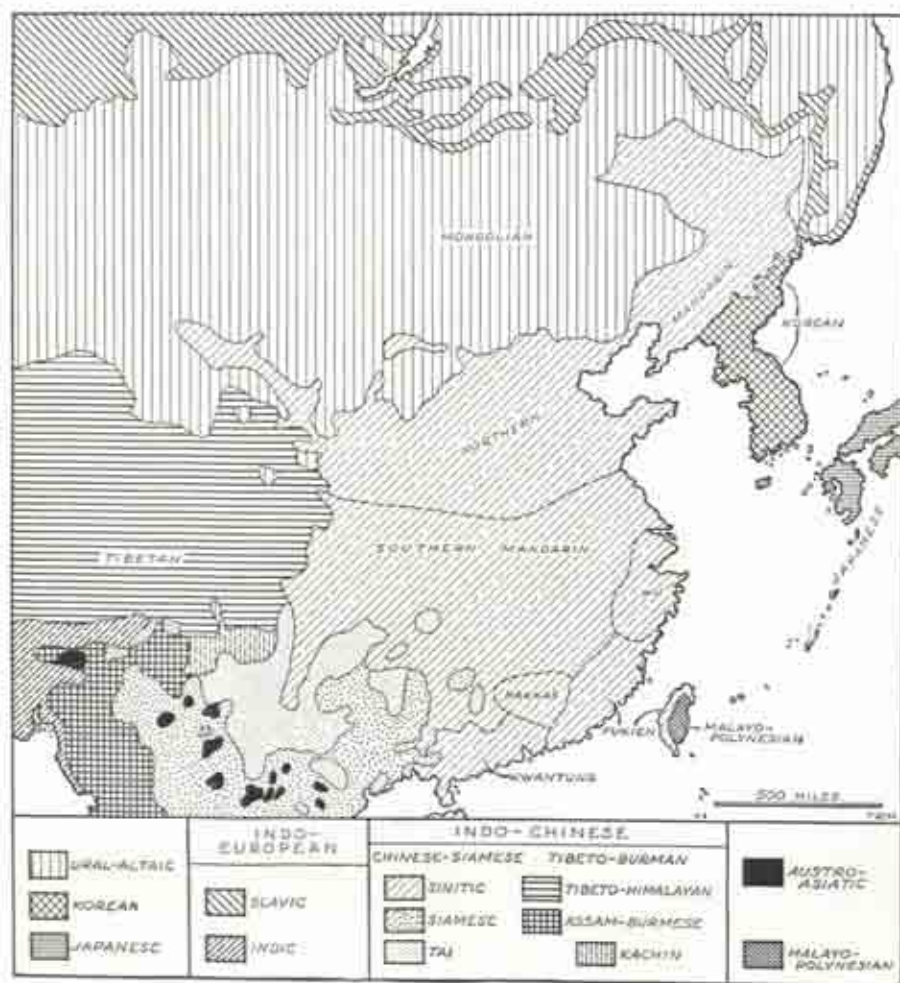 MONGOLIAN
MANDARIN
KOREAN
NORTHERN
JAPANESE
TIBETAN
SOUTHERN MANDARIN
WU
HAKKAS
FUKIEN
MALAYO-
POLYNESIAN
KWANTUNG
500 MILES
INDO-
EUROPEAN
INDO-CHINESE
CHINESE-SIAMESE
TIBETO-BURMAN
URAL-ALTAIC
KOREAN
JAPANESE
SLAVIC
INDIC
SINITIC
SIAMESE
TAI
TIBETO-HIMALAYAN
ASSAM-BURMESE
KACHIN
AUSTRO-
ASIATIC
MALAYO-
POLYNESIAN